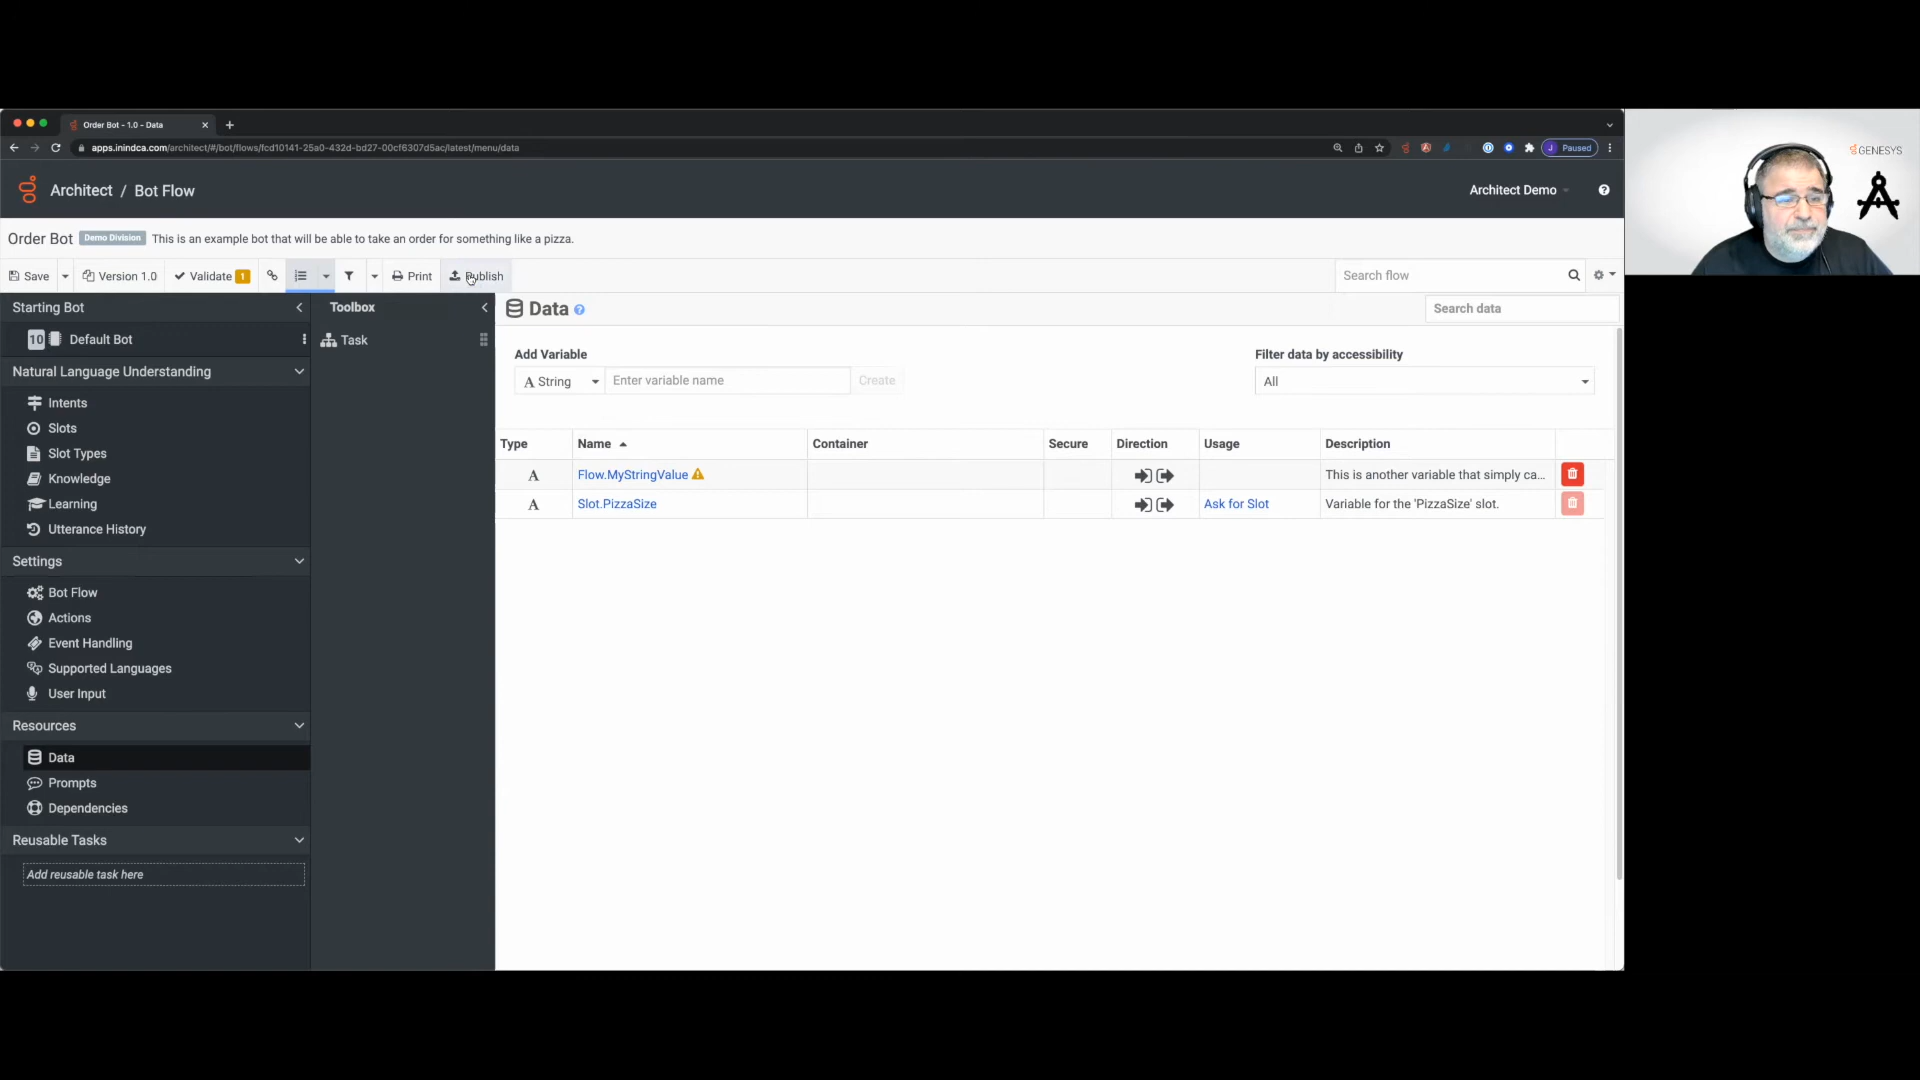 Order Bot - 1.0 - Data
apps.inindca.com/architect/#/bot/flows/fcd10141-25a0-432d-bd27-00cf6307d5ac/latest/menu/data
J Paused
Architect / Bot Flow
Architect Demo
GENESYS
Order Bot Demo Division This is an example bot that will be able to take an order for something like a pizza.
Save Version 1.0 Validate 1 Print Publish Search flow
Starting Bot
Toolbox
Data
Search data
10 Default Bot
Task
Add Variable
Filter data by accessibility
A String Enter variable name Create
All
Natural Language Understanding
Intents
Slots
Slot Types
Knowledge
Learning
Utterance History
Settings
Bot Flow
Actions
Event Handling
Supported Languages
User Input
Resources
Data
Prompts
Dependencies
Reusable Tasks
Add reusable task here
Type Name Container Secure Direction Usage Description
A Flow.MyStringValue This is another variable that simply ca...
A Slot.PizzaSize Ask for Slot Variable for the 'PizzaSize' slot.